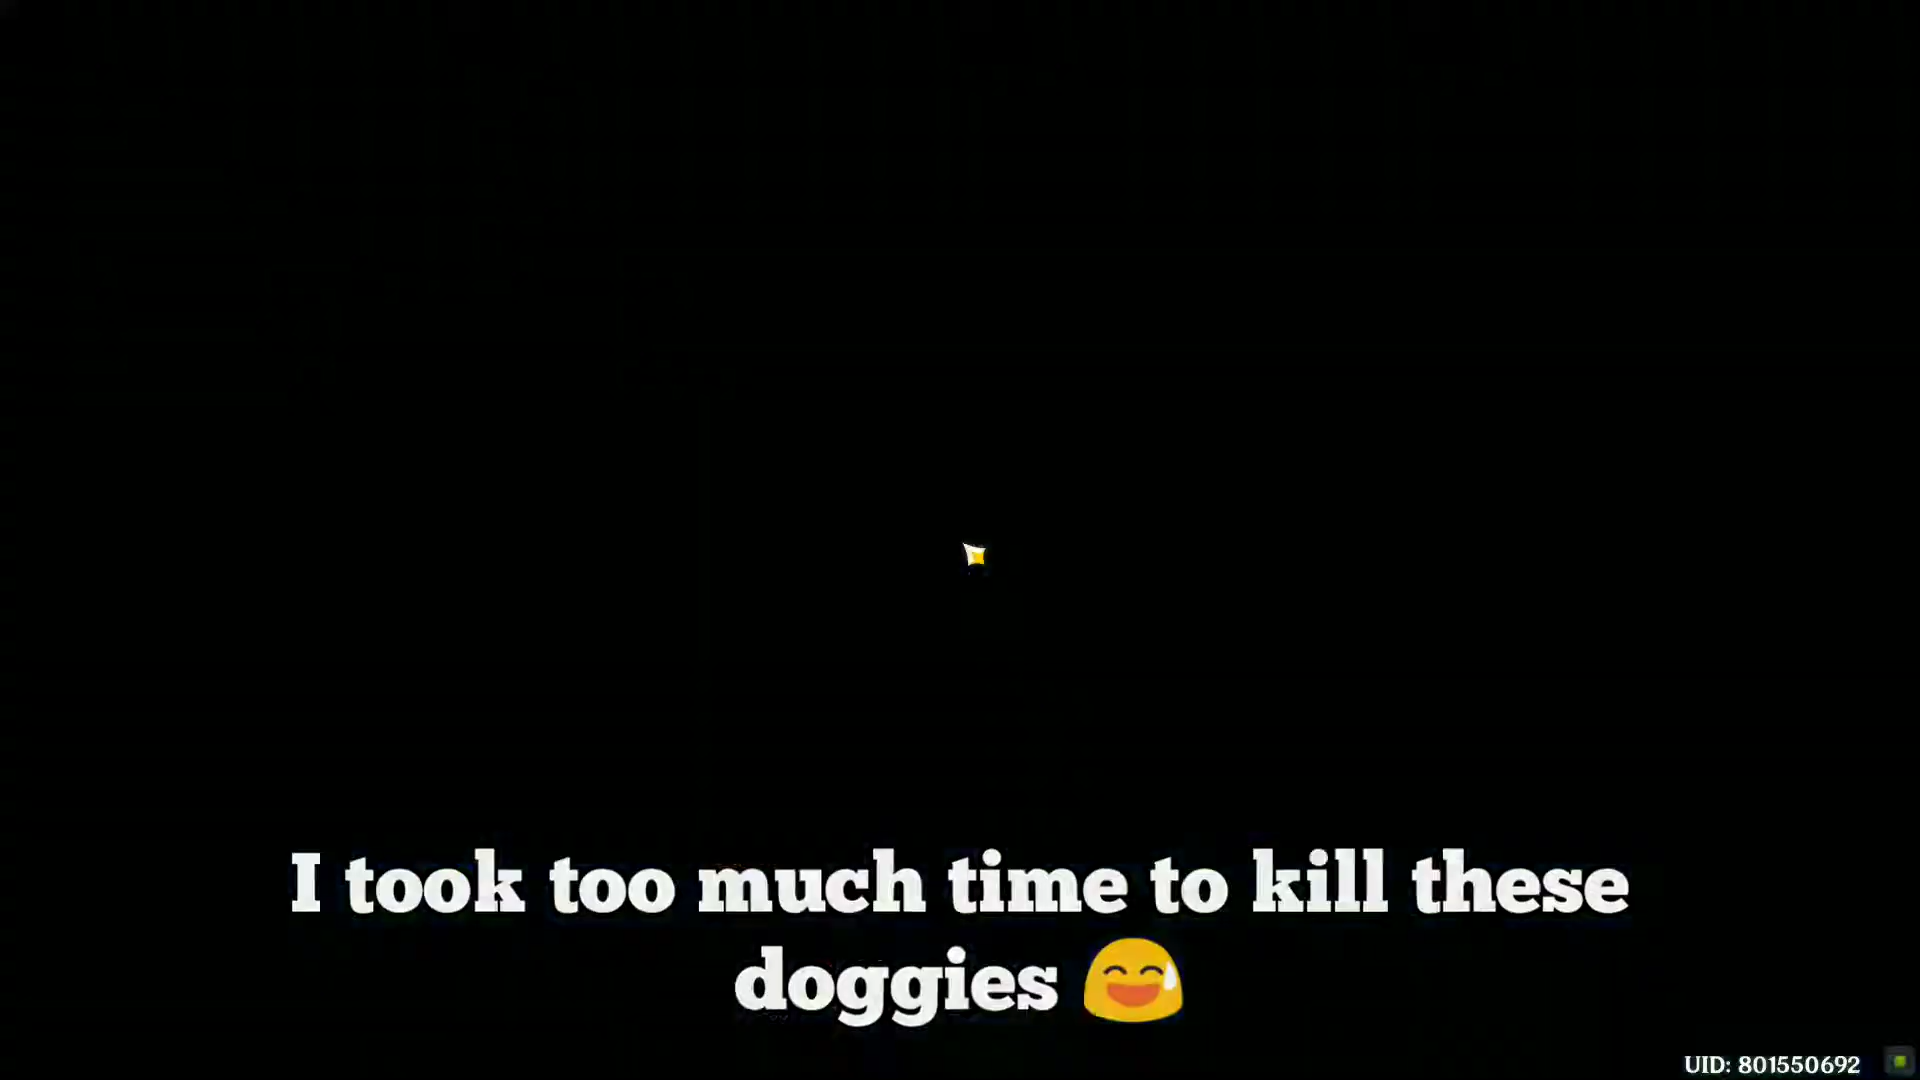 I took too much time to kill these
doggies 😅
UID: 801550692